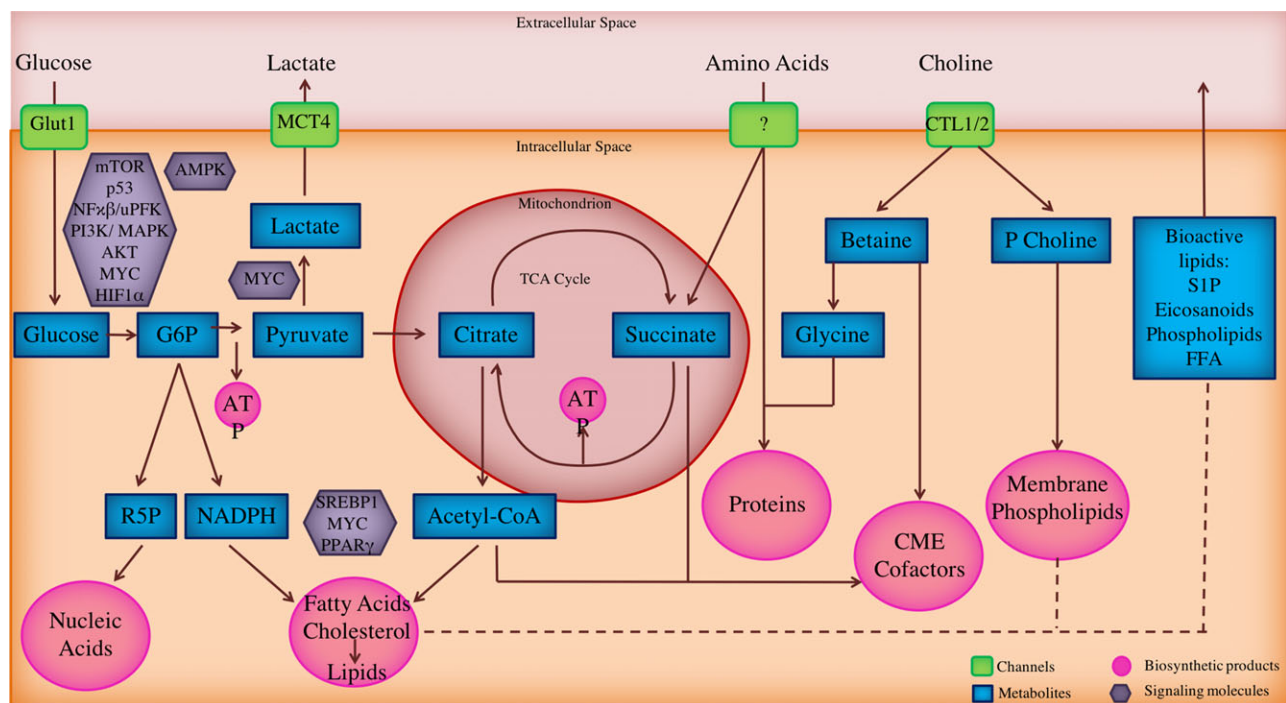 Extracellular Space
Glucose
Lactate
Amino Acids
Choline
Glut1
MCT4
?
CTL1/2
Intracellular Space
mTOR
p53
NFϰβ/uPFK
PI3K/ MAPK
AKT
MYC
HIF1α
AMPK
Lactate
MYC
Mitochondrion
TCA Cycle
Betaine
P Choline
Bioactive
lipids:
S1P
Eicosanoids
Phospholipids
FFA
Glucose
G6P
Pyruvate
Citrate
Succinate
Glycine
AT
P
AT
P
R5P
NADPH
SREBP1
MYC
PPARγ
Acetyl-CoA
Proteins
Membrane
Phospholipids
CME
Cofactors
Nucleic
Acids
Fatty Acids
Cholesterol
Lipids
Channels
Metabolites
Biosynthetic products
Signaling molecules